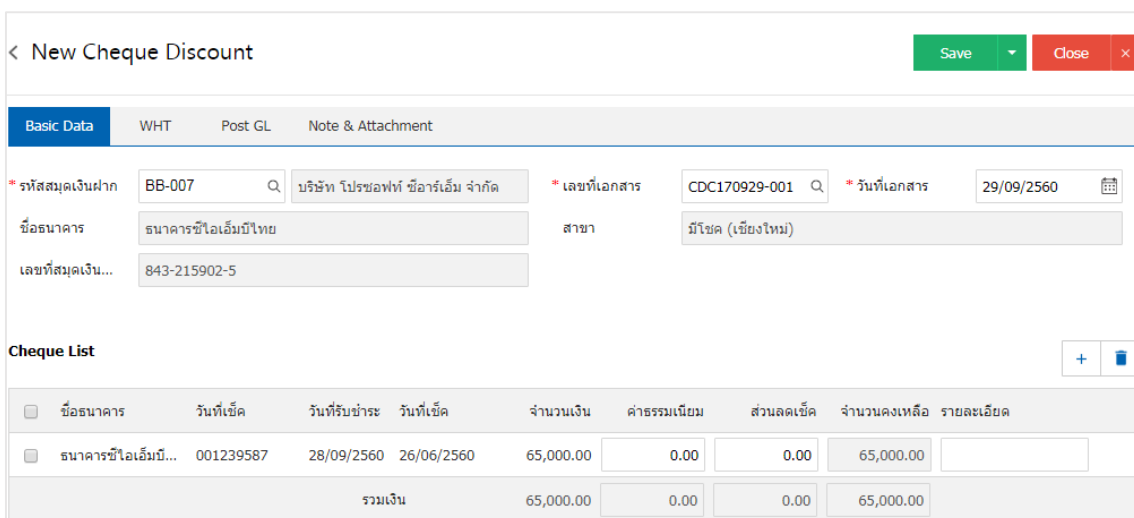 < New Cheque Discount Save Close ×
Basic Data WHT Post GL Note & Attachment
* รหัสสมุดเงินฝาก BB-007 บริษัท โปรซอฟท์ ซีอาร์เอ็ม จำกัด * เลขที่เอกสาร CDC170929-001 * วันที่เอกสาร 29/09/2560
ชื่อธนาคาร ธนาคารซีไอเอ็มบีไทย สาขา มีโชค (เชียงใหม่)
เลขที่สมุดเงิน... 843-215902-5
Cheque List +
ชื่อธนาคาร วันที่เช็ค วันที่รับชำระ วันที่เช็ค จำนวนเงิน ค่าธรรมเนียม ส่วนลดเช็ค จำนวนคงเหลือ รายละเอียด
ธนาคารซีไอเอ็มบี... 001239587 28/09/2560 26/06/2560 65,000.00 0.00 0.00 65,000.00
รวมเงิน 65,000.00 0.00 0.00 65,000.00